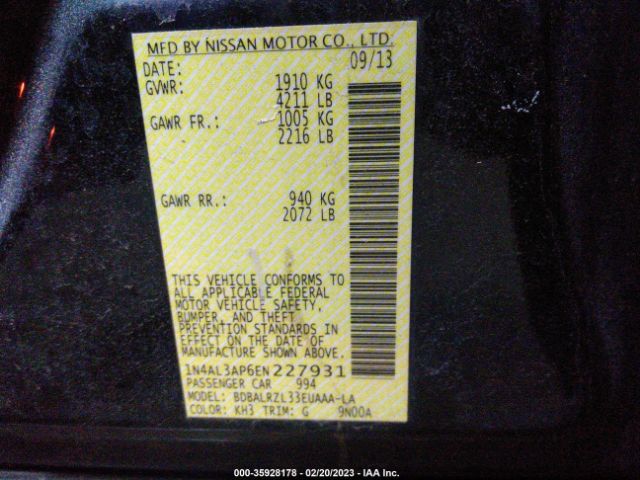 MFD BY NISSAN MOTOR CO., LTD.
DATE: 09/13
GVWR: 1910 KG
4211 LB
GAWR FR.: 1005 KG
2216 LB
GAWR RR.: 940 KG
2072 LB
THIS VEHICLE CONFORMS TO
ALL APPLICABLE FEDERAL
MOTOR VEHICLE SAFETY,
BUMPER, AND THEFT
PREVENTION STANDARDS IN
EFFECT ON THE DATE OF
MANUFACTURE SHOWN ABOVE.
1N4AL3AP6EN227931
PASSENGER CAR 994
MODEL: BDBALRZL33EUAAA-LA
COLOR: KH3 TRIM: G 9N00A
000-35928178 - 02/20/2023 - IAA Inc.